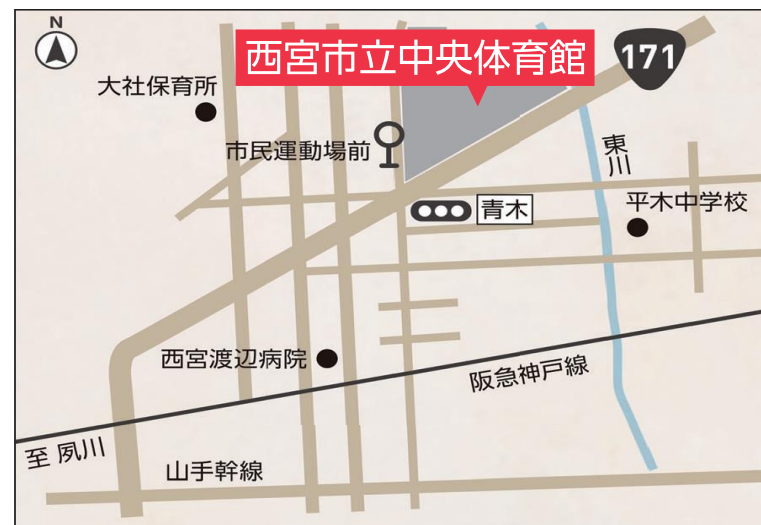 N
西宮市立中央体育館
171
大社保育所
市民運動場前
東川
青木
平木中学校
西宮渡辺病院
阪急神戸線
至 夙川
山手幹線